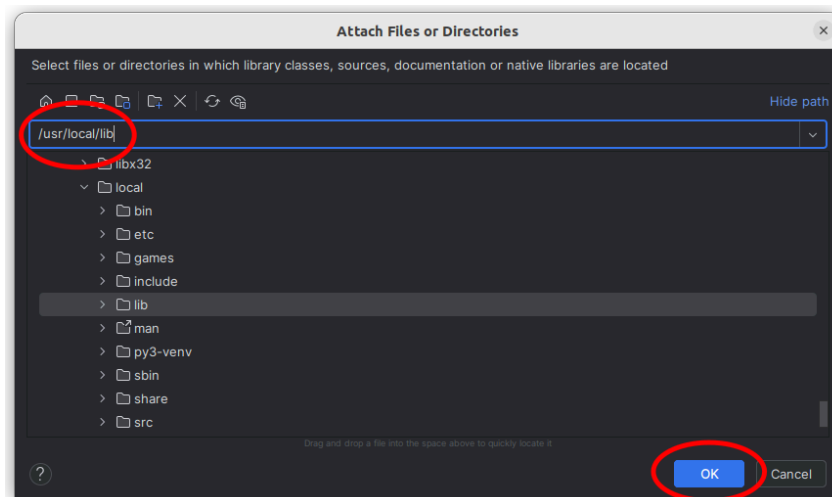 Attach Files or Directories
Select files or directories in which library classes, sources, documentation or native libraries are located
Hide path
/usr/local/lib
libx32
local
bin
etc
games
include
lib
man
py3-venv
sbin
share
src
Drag and drop a file into the space above to quickly locate it
?
OK
Cancel